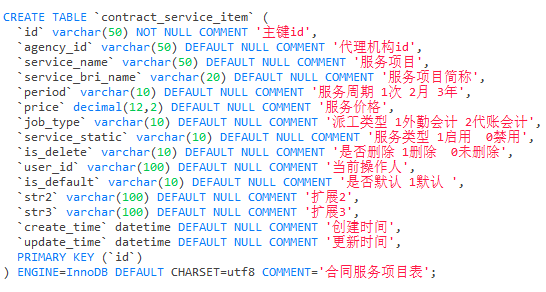 CREATE TABLE `contract_service_item` (
`id` varchar(50) NOT NULL COMMENT '主键id',
`agency_id` varchar(50) DEFAULT NULL COMMENT '代理机构id',
`service_name` varchar(50) DEFAULT NULL COMMENT '服务项目',
`service_bri_name` varchar(20) DEFAULT NULL COMMENT '服务项目简称',
`period` varchar(10) DEFAULT NULL COMMENT '服务周期 1次 2月 3年',
`price` decimal(12,2) DEFAULT NULL COMMENT '服务价格',
`job_type` varchar(10) DEFAULT NULL COMMENT '派工类型 1外勤会计 2代账会计',
`service_static` varchar(10) DEFAULT NULL COMMENT '服务类型 1启用  0禁用',
`is_delete` varchar(10) DEFAULT NULL COMMENT '是否删除 1删除  0未删除',
`user_id` varchar(100) DEFAULT NULL COMMENT '当前操作人',
`is_default` varchar(10) DEFAULT NULL COMMENT '是否默认 1默认 ',
`str2` varchar(100) DEFAULT NULL COMMENT '扩展2',
`str3` varchar(100) DEFAULT NULL COMMENT '扩展3',
`create_time` datetime DEFAULT NULL COMMENT '创建时间',
`update_time` datetime DEFAULT NULL COMMENT '更新时间',
PRIMARY KEY (`id`)
) ENGINE=InnoDB DEFAULT CHARSET=utf8 COMMENT='合同服务项目表';